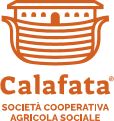 Calafata®
SOCIETÀ COOPERATIVA
AGRICOLA SOCIALE